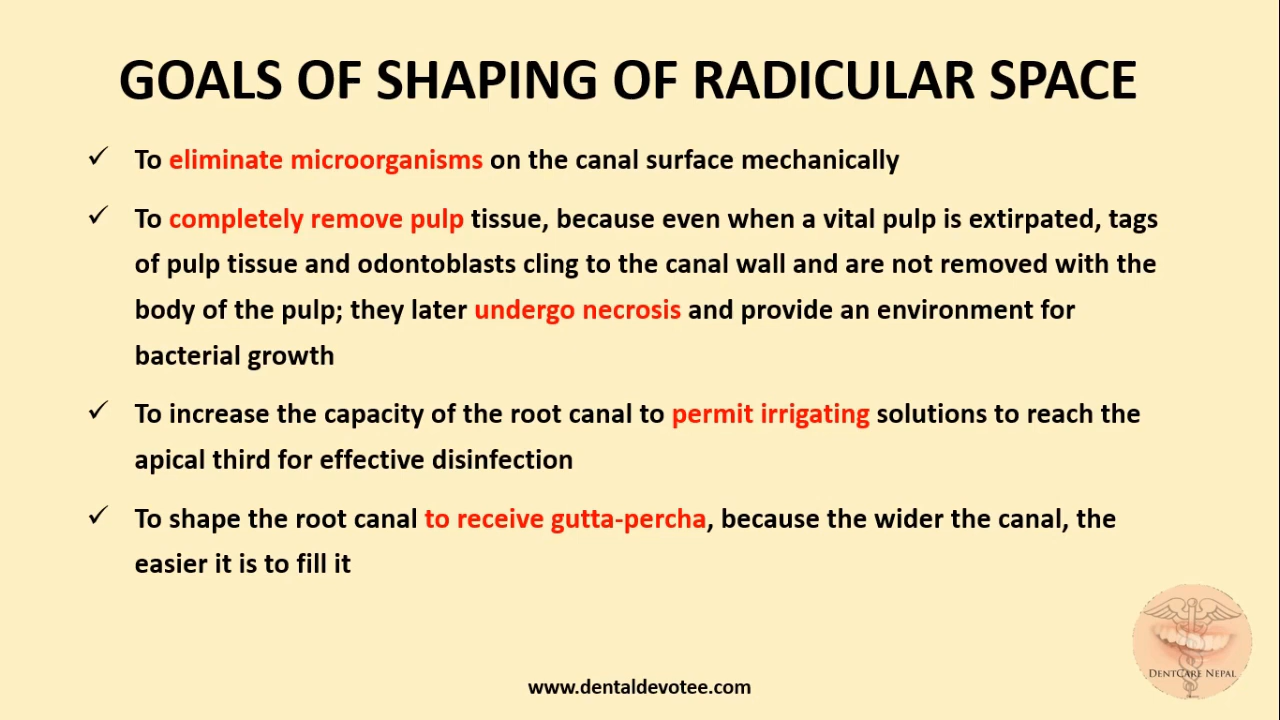 GOALS OF SHAPING OF RADICULAR SPACE
✓ To eliminate microorganisms on the canal surface mechanically
✓ To completely remove pulp tissue, because even when a vital pulp is extirpated, tags
of pulp tissue and odontoblasts cling to the canal wall and are not removed with the
body of the pulp; they later undergo necrosis and provide an environment for
bacterial growth
✓ To increase the capacity of the root canal to permit irrigating solutions to reach the
apical third for effective disinfection
✓ To shape the root canal to receive gutta-percha, because the wider the canal, the
easier it is to fill it
DENTCARE NEPAL
www.dentaldevotee.com